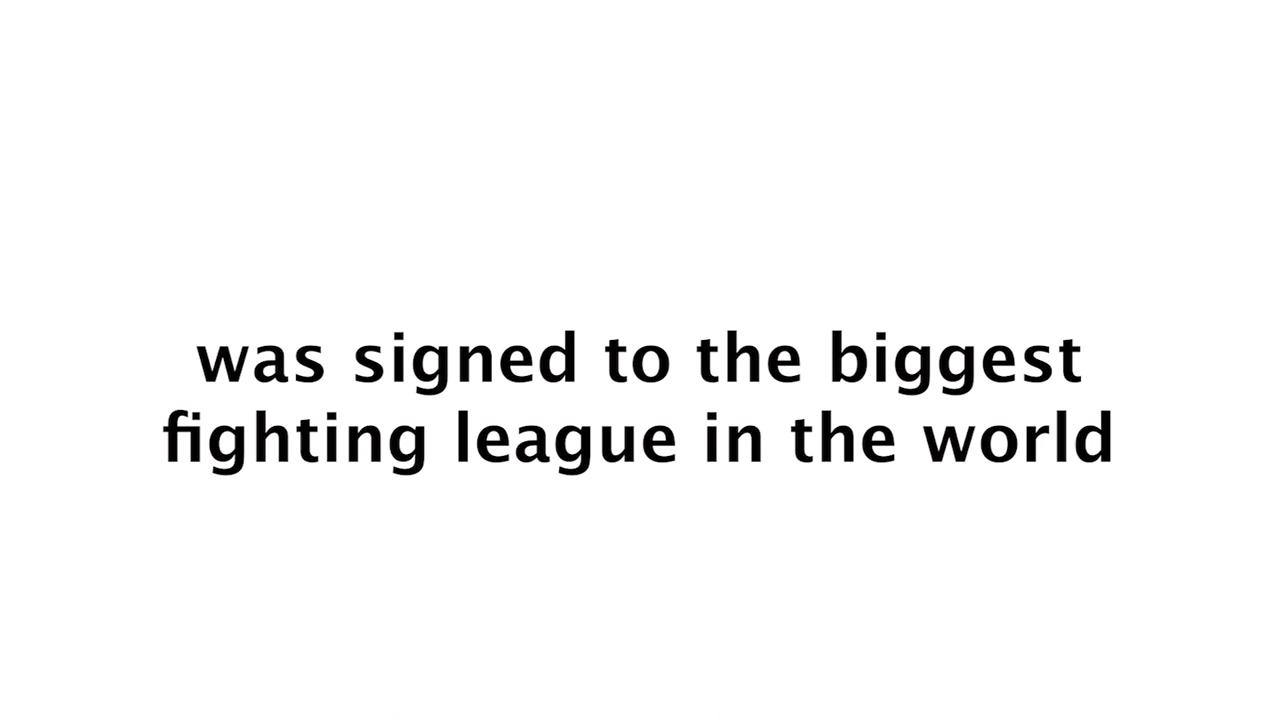 was signed to the biggest
fighting league in the world